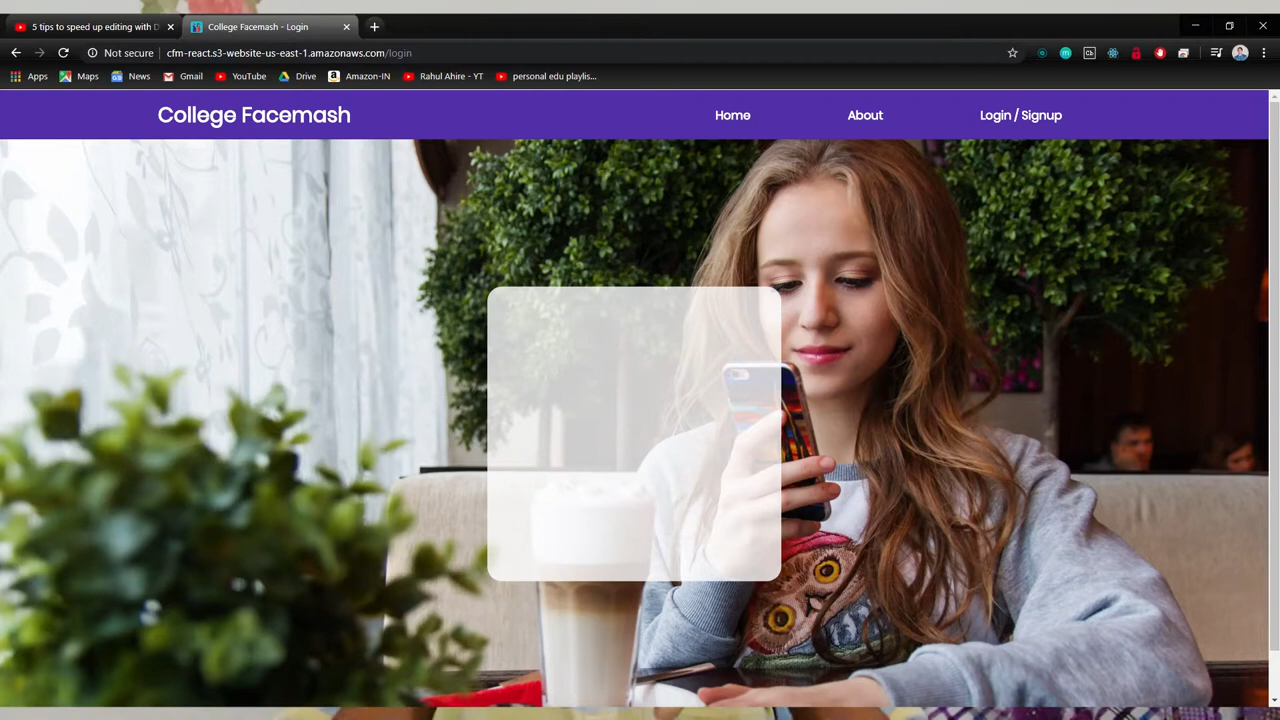 5 tips to speed up editing with D
College Facemash - Login
Not secure
cfm-react.s3-website-us-east-1.amazonaws.com/login
Apps
Maps
News
Gmail
YouTube
Drive
Amazon-IN
Rahul Ahire - YT
personal edu playlis...
College Facemash
Home
About
Login / Signup